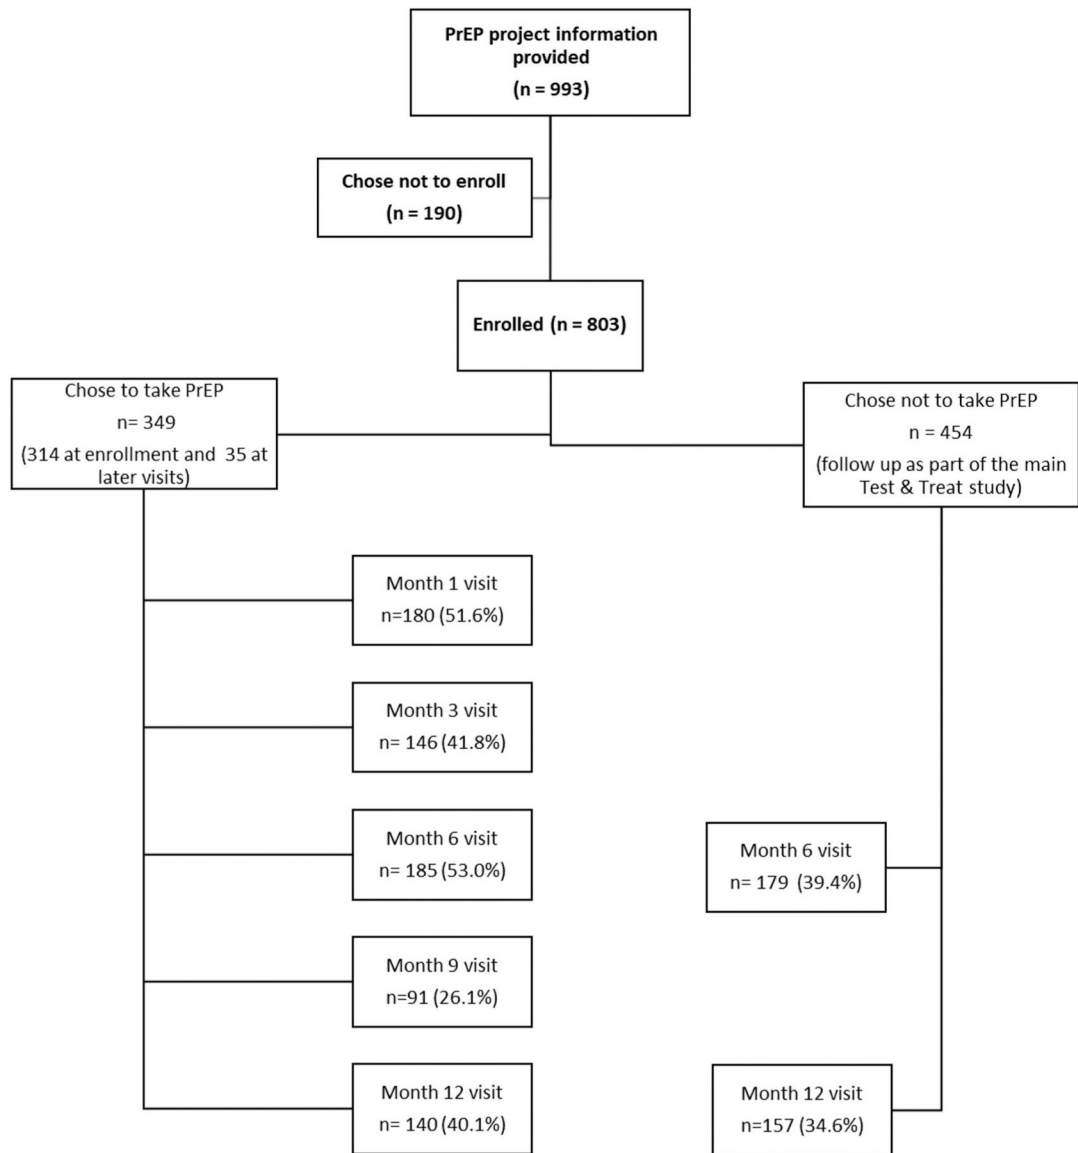 PrEP project information
provided
(n = 993)
Chose not to enroll
(n = 190)
Enrolled (n = 803)
Chose to take PrEP
n= 349
(314 at enrollment and 35 at
later visits)
Chose not to take PrEP
n = 454
(follow up as part of the main
Test & Treat study)
Month 1 visit
n=180 (51.6%)
Month 3 visit
n= 146 (41.8%)
Month 6 visit
n= 185 (53.0%)
Month 6 visit
n= 179 (39.4%)
Month 9 visit
n=91 (26.1%)
Month 12 visit
n= 140 (40.1%)
Month 12 visit
n=157 (34.6%)